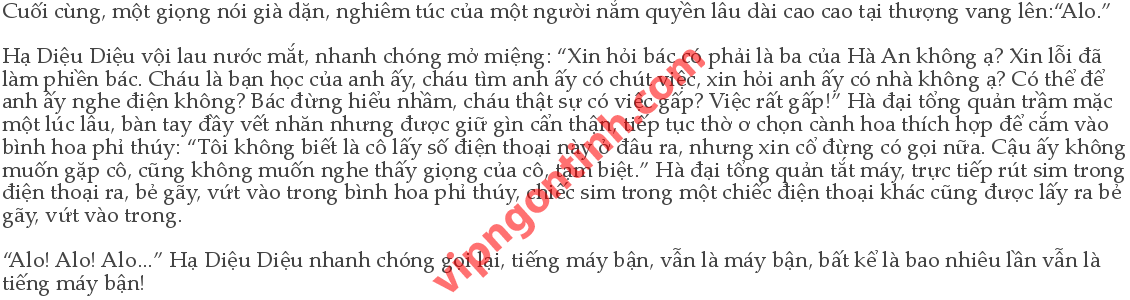 Cuối cùng, một giọng nói già dặn, nghiêm túc của một người nắm quyền lâu dài cao cao tại thượng vang lên:“Alo.”
Hạ Diệu Diệu vội lau nước mắt, nhanh chóng mở miệng: “Xin hỏi bác có phải là ba của Hà An không ạ? Xin lỗi đã
làm phiền bác. Cháu là bạn học của anh ấy, cháu tìm anh ấy có chút việc, xin hỏi anh ấy có nhà không ạ? Có thể để
anh ấy nghe điện không? Bác đừng hiểu nhầm, cháu thật sự có việc gấp? Việc rất gấp!” Hà đại tổng quản trầm mặc
một lúc lâu, bàn tay đầy vết nhăn nhưng được giữ gìn cẩn thận, tiếp tục thờ ơ chọn cành hoa thích hợp để cắm vào
bình hoa phỉ thúy: “Tôi không biết là cô lấy số điện thoại này ở đâu ra, nhưng xin cô đừng có gọi nữa. Cậu ấy không
muốn gặp cô, cũng không muốn nghe thấy giọng của cô, tạm biệt.” Hà đại tổng quản tắt máy, trực tiếp rút sim trong
điện thoại ra, bẻ gãy, vứt vào trong bình hoa phỉ thúy, chiếc sim trong một chiếc điện thoại khác cũng được lấy ra bẻ
gãy, vứt vào trong.
“Alo! Alo! Alo...” Hạ Diệu Diệu nhanh chóng gọi lại, tiếng máy bận, vẫn là máy bận, bất kể là bao nhiêu lần vẫn là
tiếng máy bận!
vipngontinh.com